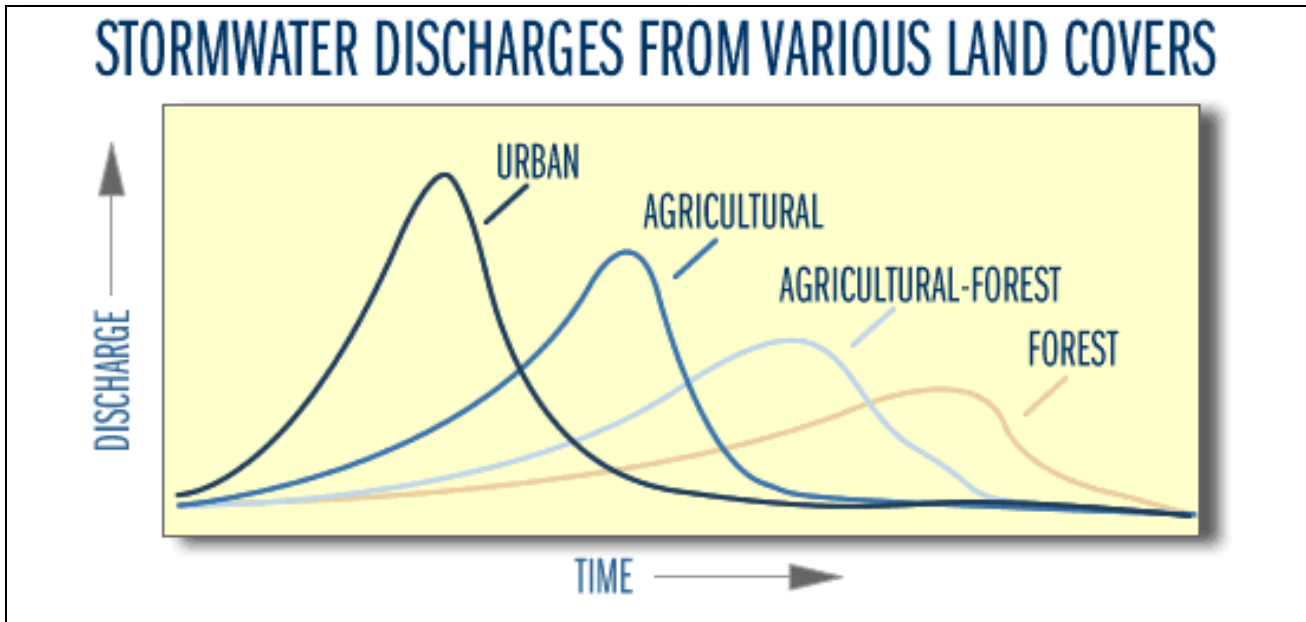 STORMWATER DISCHARGES FROM VARIOUS LAND COVERS
URBAN
AGRICULTURAL
AGRICULTURAL-FOREST
FOREST
DISCHARGE
TIME